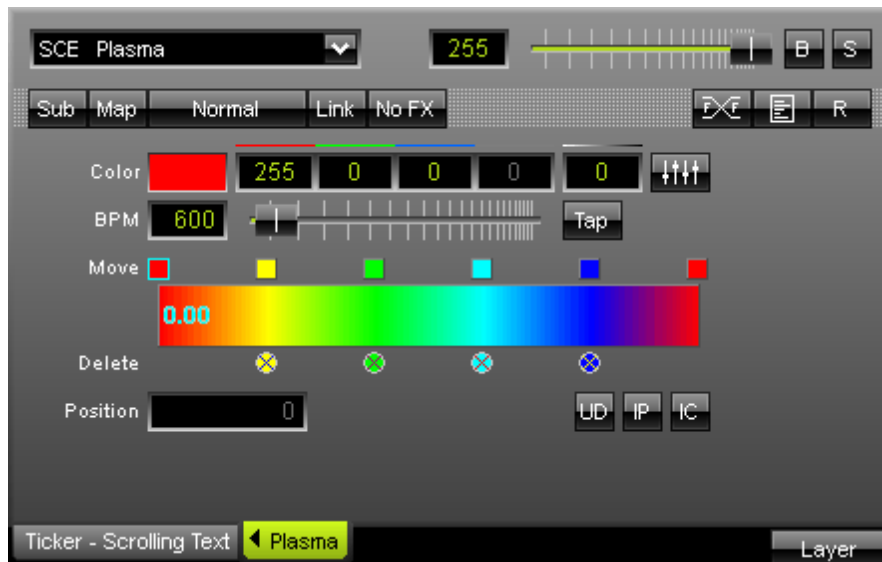 SCE Plasma 255 B S
Sub Map Normal Link No FX F F R
Color 255 0 0 0 0
BPM 600 Tap
Move
0.00
Delete
Position 0 UD IP IC
Ticker - Scrolling Text Plasma Layer